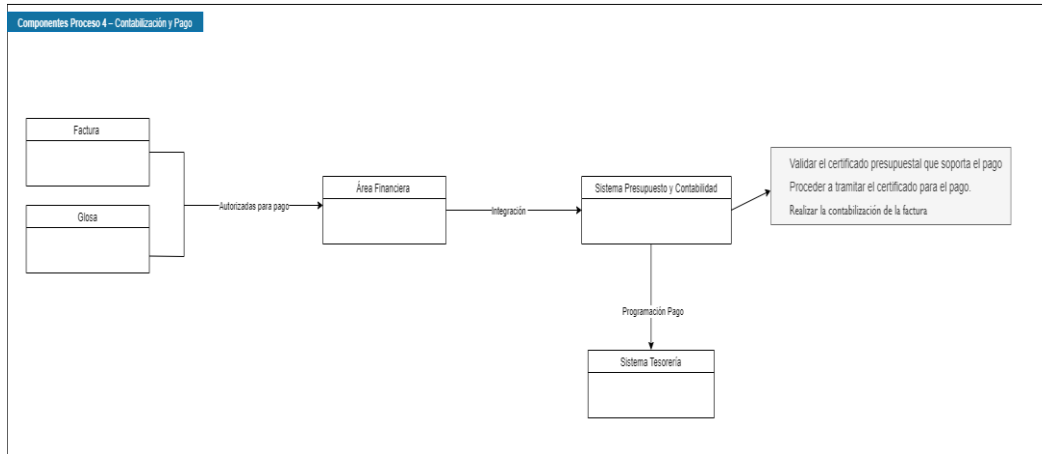 Componentes Proceso 4 – Contabilización y Pago
Factura
Glosa
Autorizadas para pago
Área Financiera
Integración
Sistema Presupuesto y Contabilidad
Validar el certificado presupuestal que soporta el pago
Proceder a tramitar el certificado para el pago.
Realizar la contabilización de la factura
Programación Pago
Sistema Tesorería